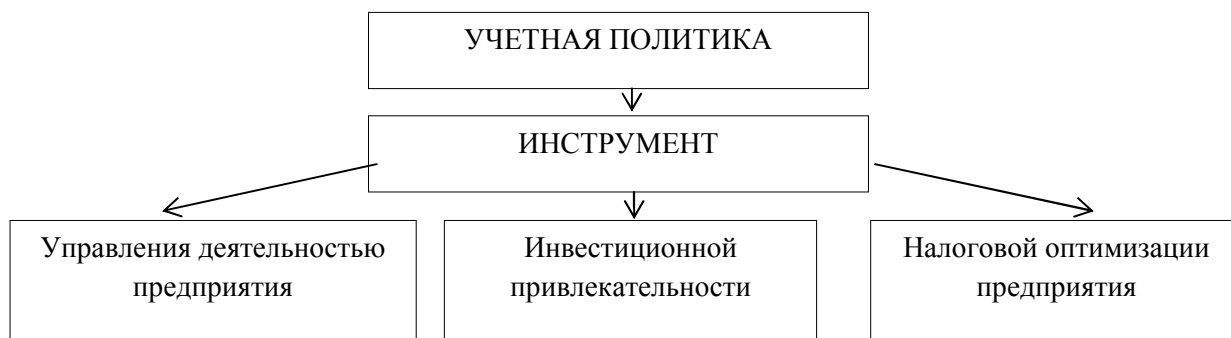 УЧЕТНАЯ ПОЛИТИКА
ИНСТРУМЕНТ
Управления деятельностью
предприятия
Инвестиционной
привлекательности
Налоговой оптимизации
предприятия